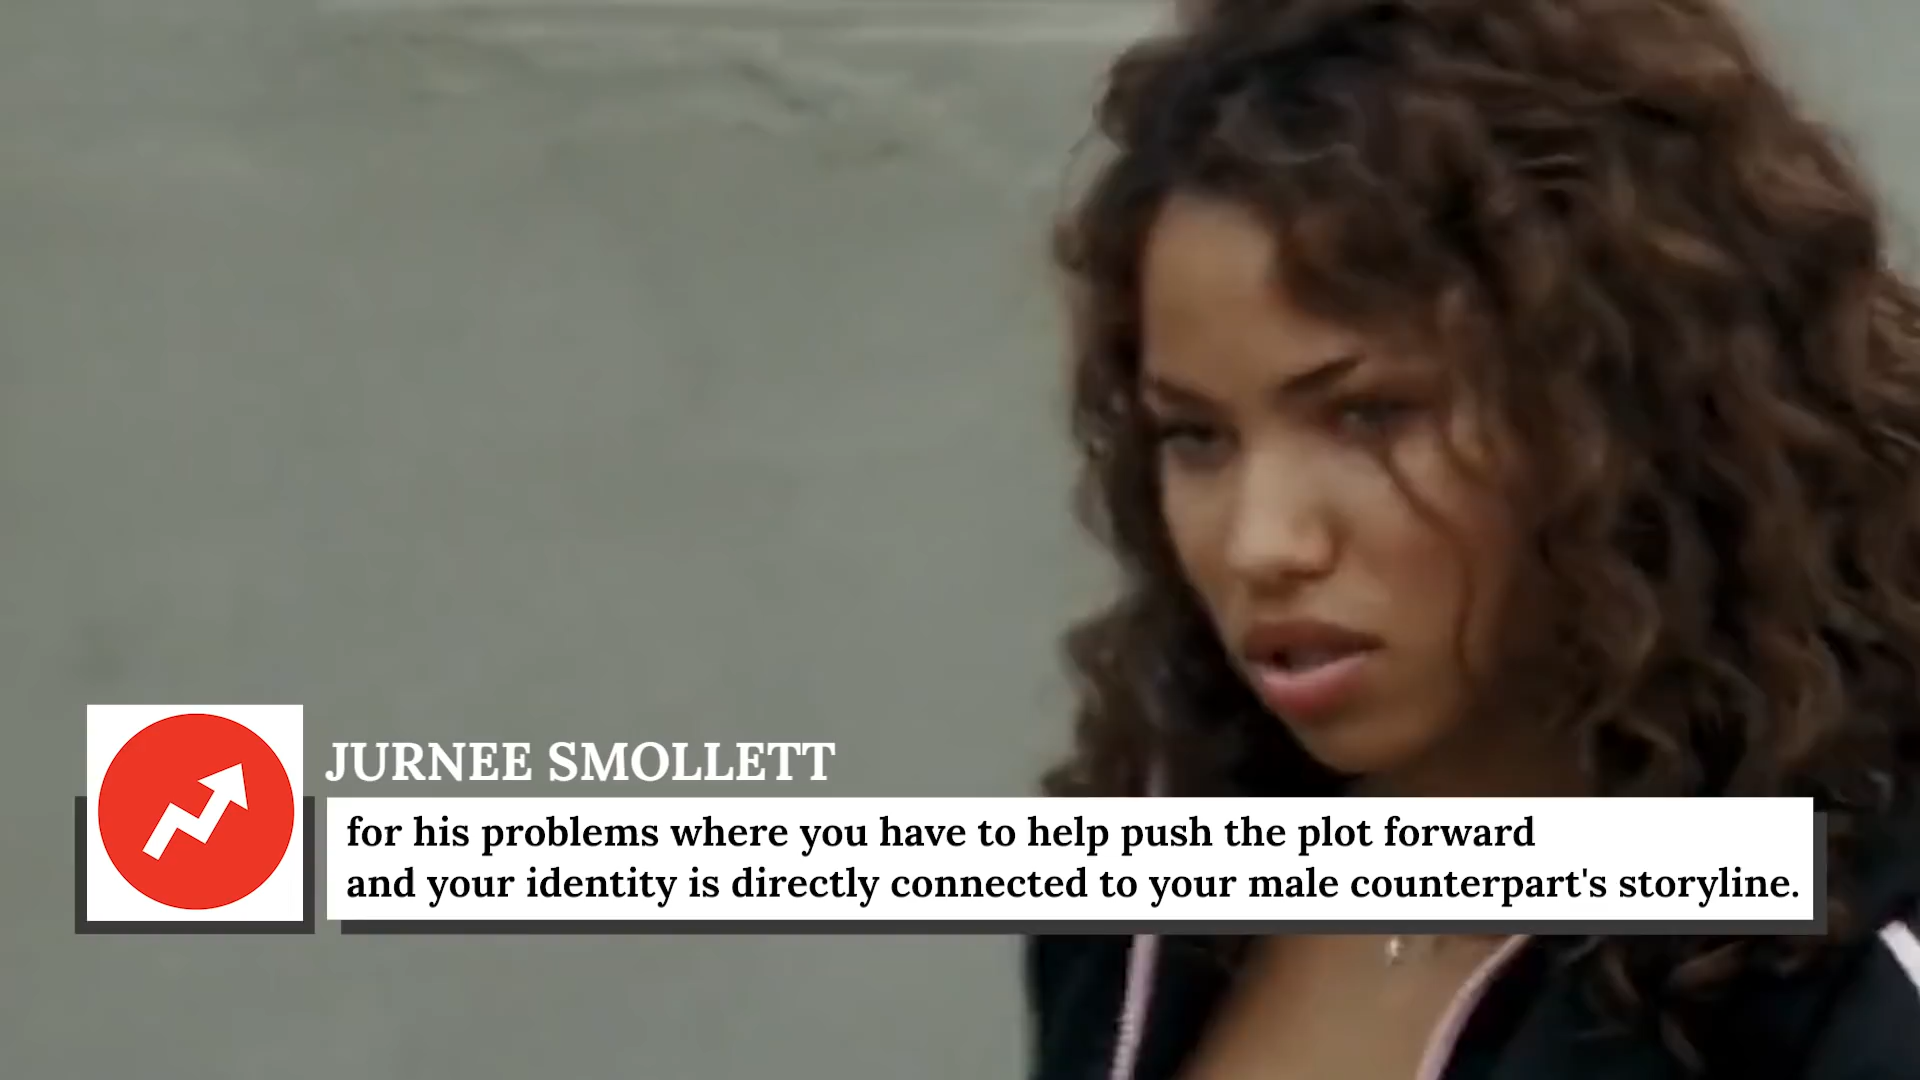 JURNEE SMOLLETT
for his problems where you have to help push the plot forward
and your identity is directly connected to your male counterpart's storyline.